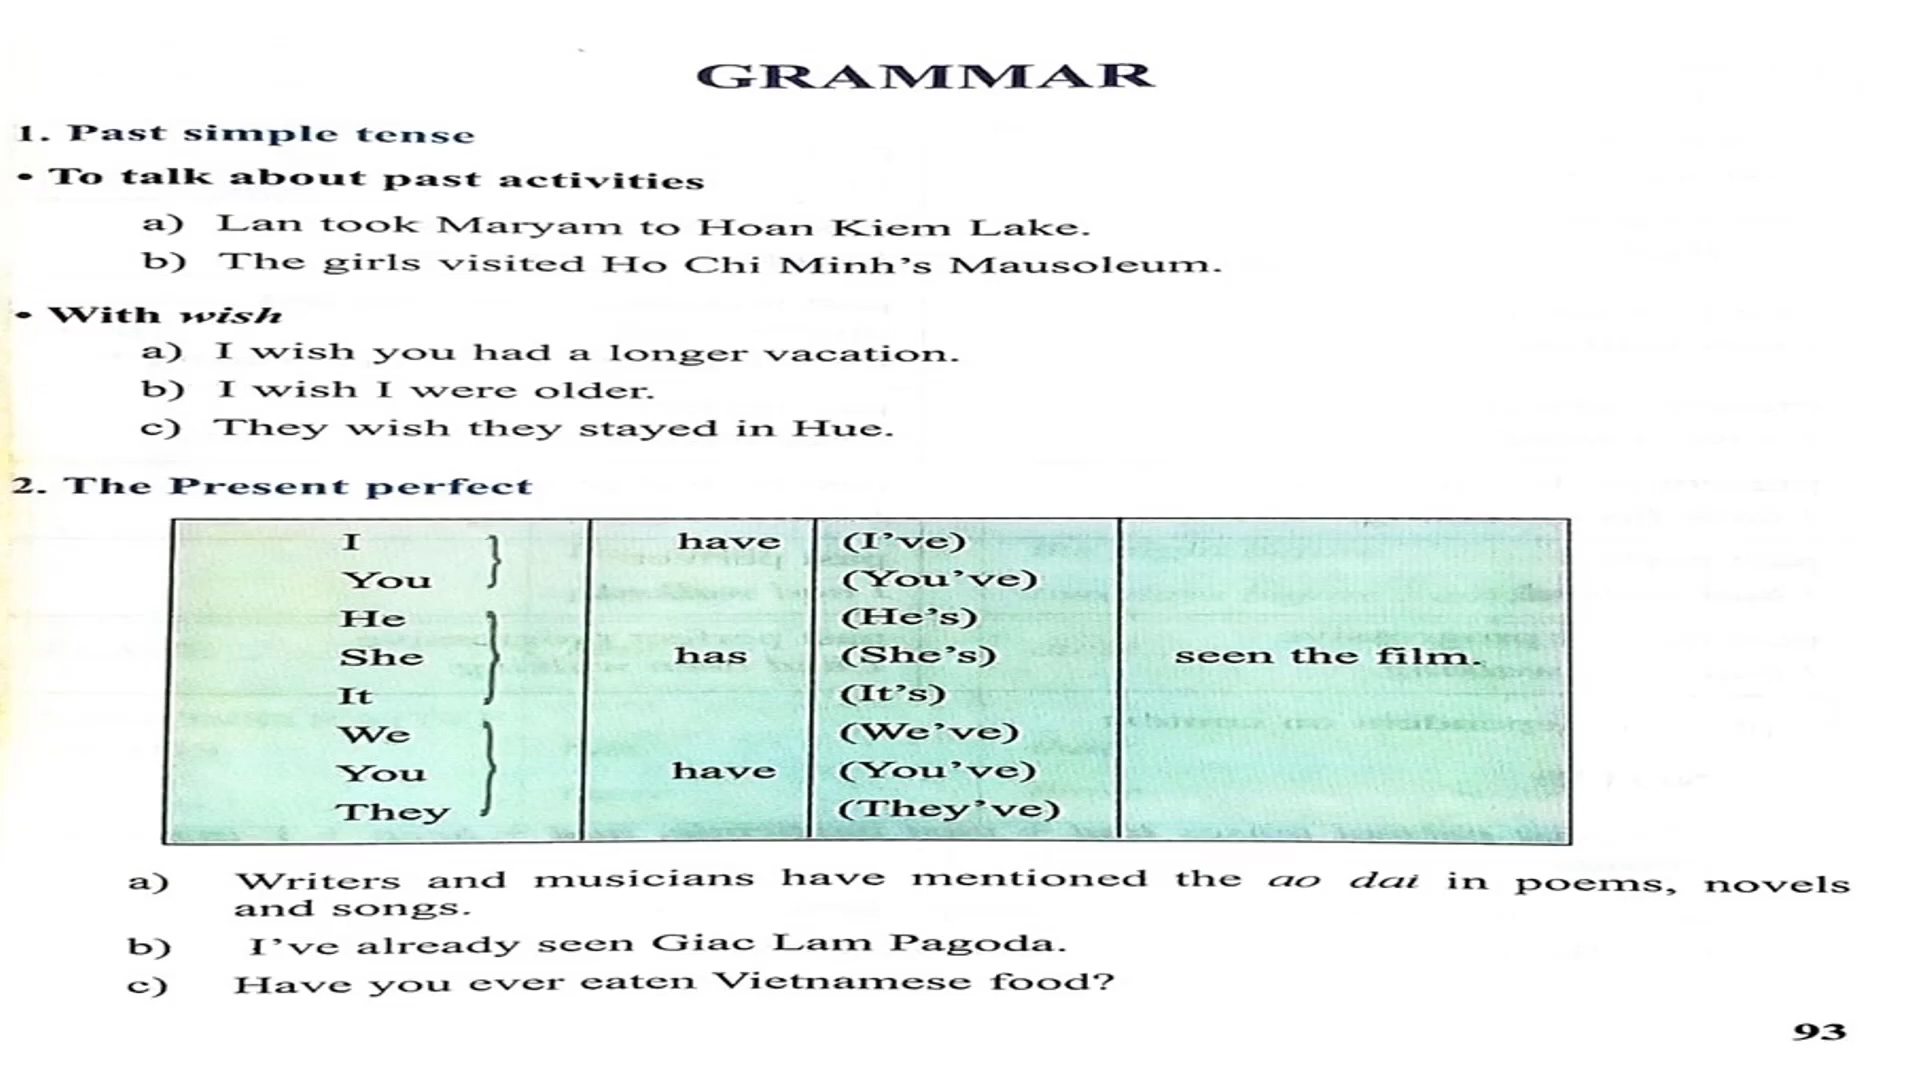 GRAMMAR
1. Past simple tense
• To talk about past activities
a) Lan took Maryam to Hoan Kiem Lake.
b) The girls visited Ho Chi Minh's Mausoleum.
• With wish
a) I wish you had a longer vacation.
b) I wish I were older.
c) They wish they stayed in Hue.
2. The Present perfect
I } have (I've)
You (You've)
He (He's)
She } has (She's) seen the film.
It (It's)
We (We've)
You } have (You've)
They (They've)
a) Writers and musicians have mentioned the ao dai in poems, novels
and songs.
b) I've already seen Giac Lam Pagoda.
c) Have you ever eaten Vietnamese food?
93